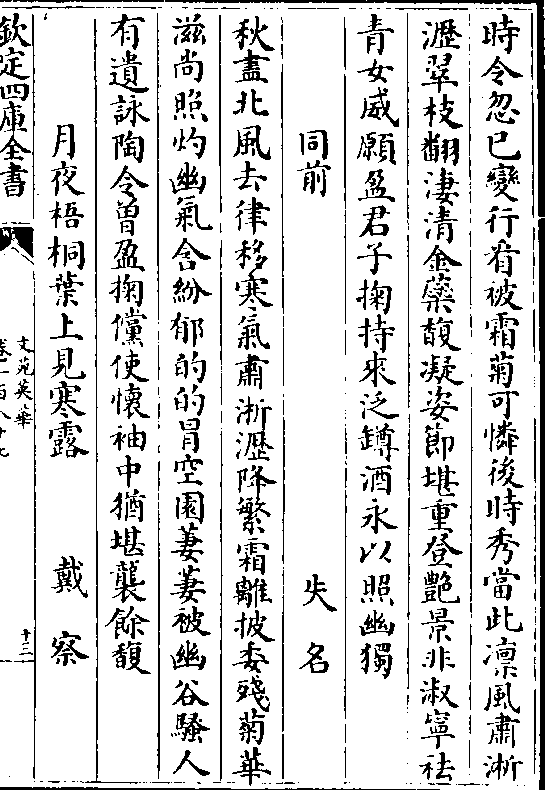 時令忽已變行看被霜菊可憐後時秀當此凛風肅淅
瀝翠枝翻淒清金蘂馥凝姿節堪重登艶景非淑寧祛
青女威願盈君子掬持來泛罇酒永以照幽獨
同前　失名
秋盡北風去律移寒氣肅淅瀝降繁霜離披委殘菊華
滋尚照灼幽氣含紛郁的的冐空園萋萋被幽谷騷人
有遺詠陶令曽盈掬儻使懷袖中猶堪襲餘馥
月夜梧桐葉上見寒露　戴察
欽定四庫全書
文苑英華
卷一百八十七
十三